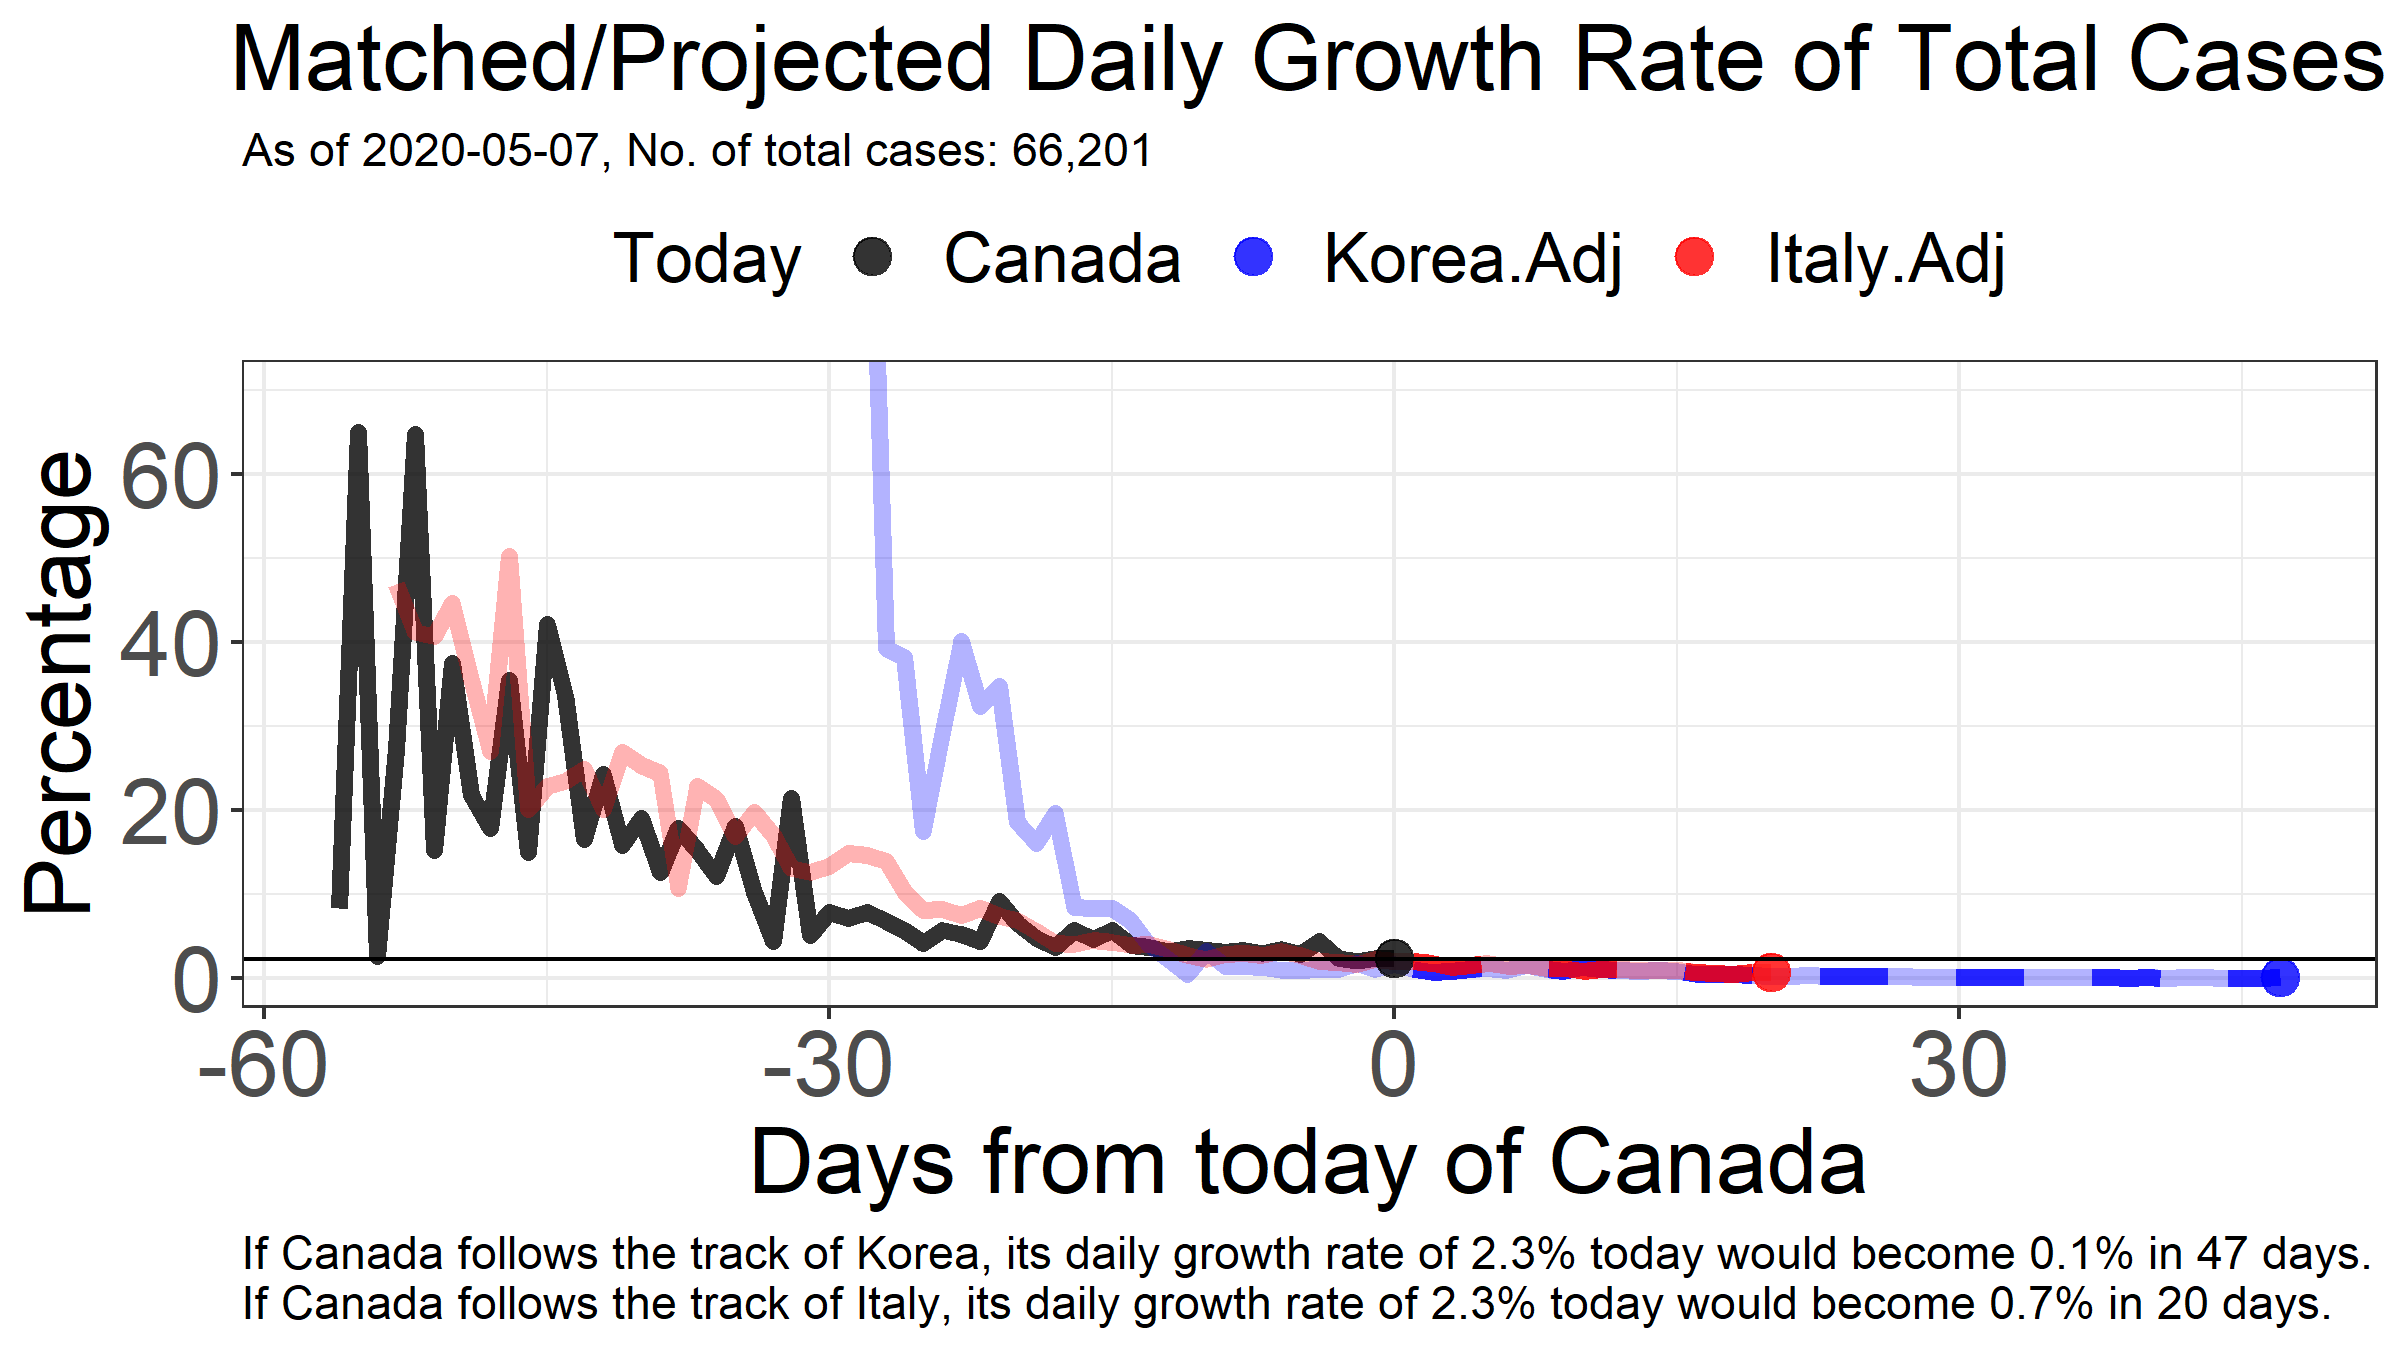 Matched/Projected Daily Growth Rate of Total Cases
As of 2020-05-07, No. of total cases: 66,201
Today Canada Korea.Adj Italy.Adj
Percentage
60
40
20
0
-60 -30 0 30
Days from today of Canada
If Canada follows the track of Korea, its daily growth rate of 2.3% today would become 0.1% in 47 days.
If Canada follows the track of Italy, its daily growth rate of 2.3% today would become 0.7% in 20 days.